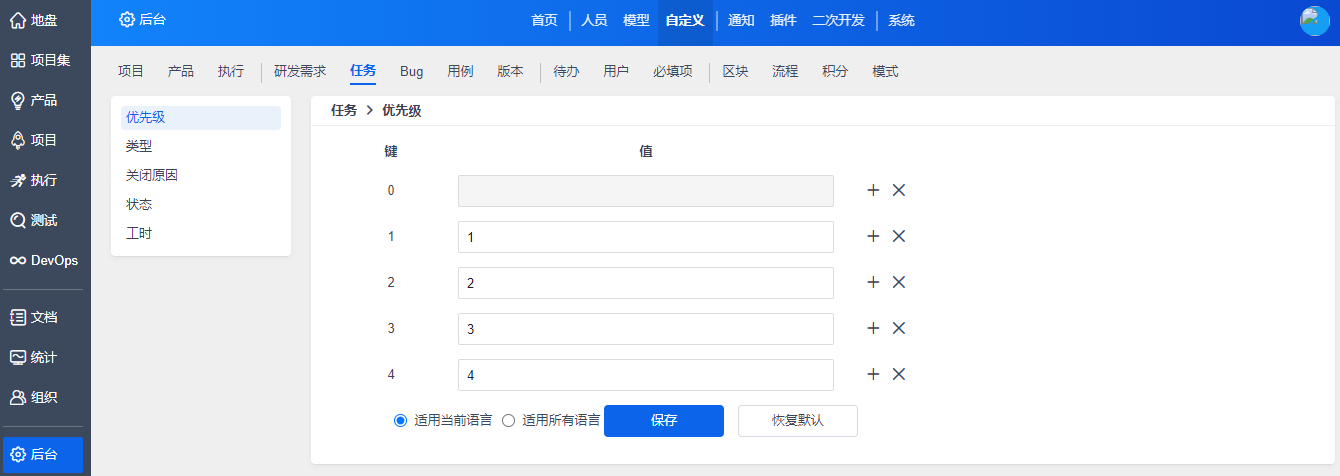 地盘
项目集
产品
项目
执行
测试
DevOps
文档
统计
组织
后台
后台
首页 人员 模型 自定义 通知 插件 二次开发 系统
项目 产品 执行 研发需求 任务 Bug 用例 版本 待办 用户 必填项 区块 流程 积分 模式
优先级
类型
关闭原因
状态
工时
任务 > 优先级
键 值
0
1 1
2 2
3 3
4 4
适用当前语言 适用所有语言 保存 恢复默认